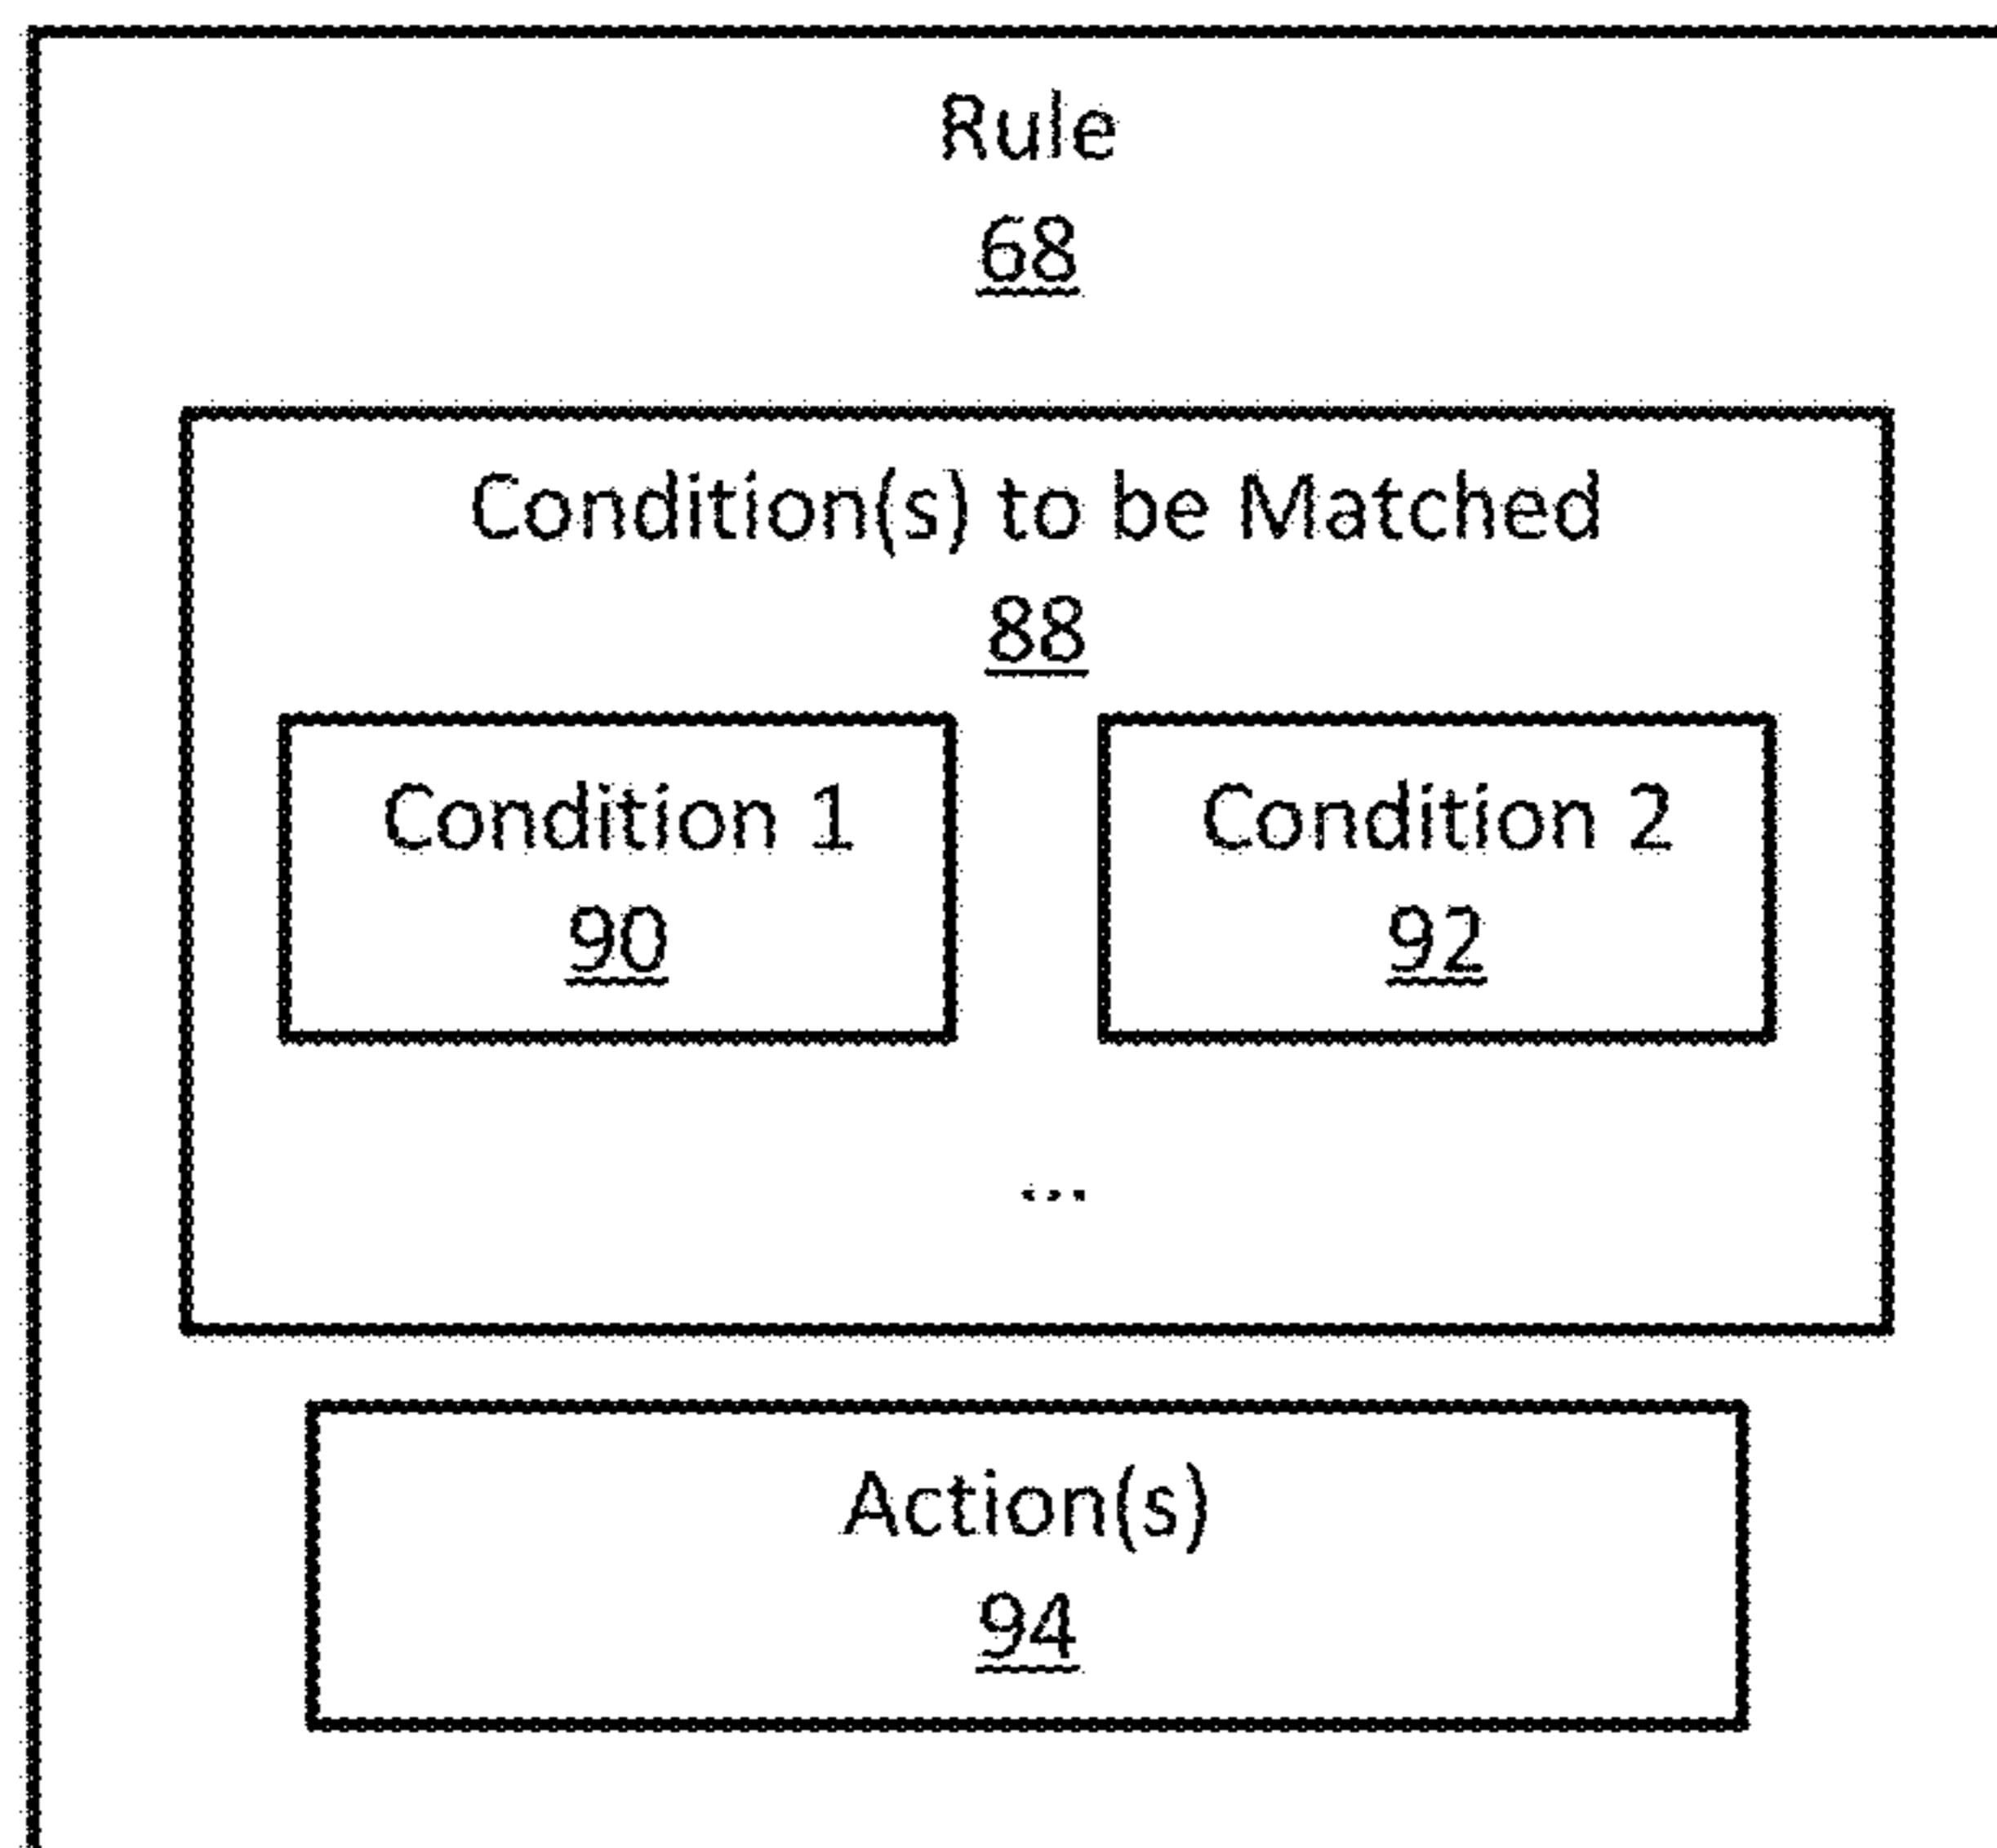 Rule
68
Condition(s) to be Matched
88
Condition 1
90
Condition 2
92
...
Action(s)
94